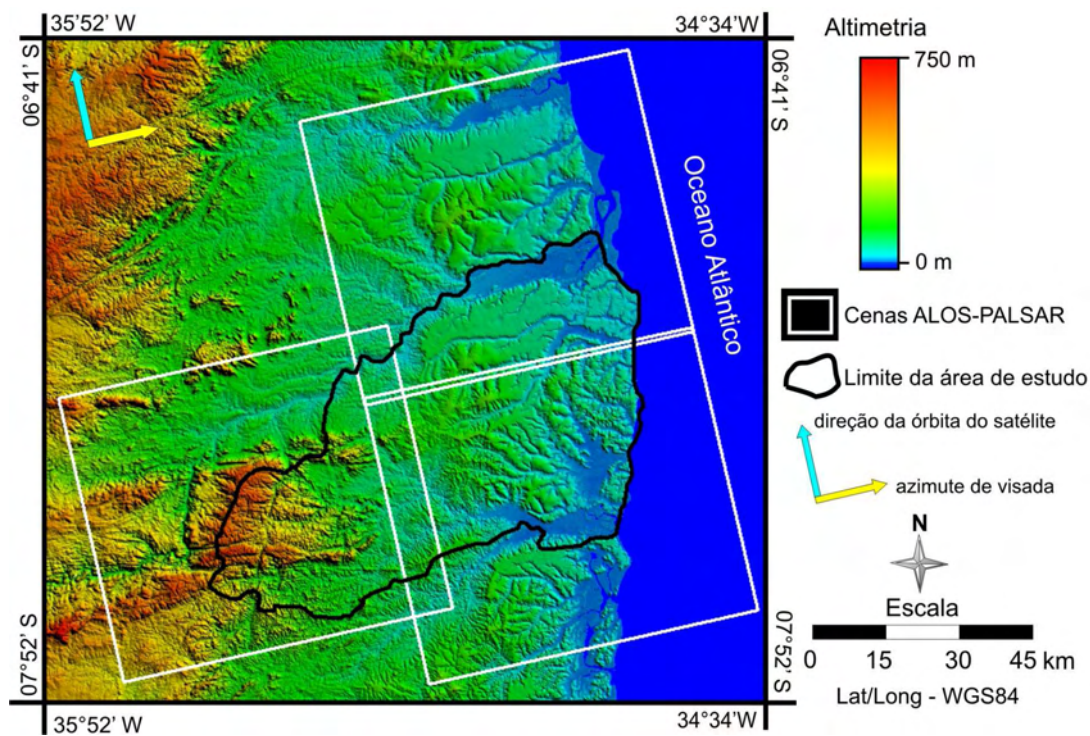 35'52' W
34°34' W
06°41' S
06°41' S
Oceano Atlântico
07°52' S
07°52' S
35°52' W
34°34'W
Altimetria
750 m
0 m
Cenas ALOS-PALSAR
Limite da área de estudo
direção da órbita do satélite
azimute de visada
N
Escala
0 15 30 45 km
Lat/Long - WGS84